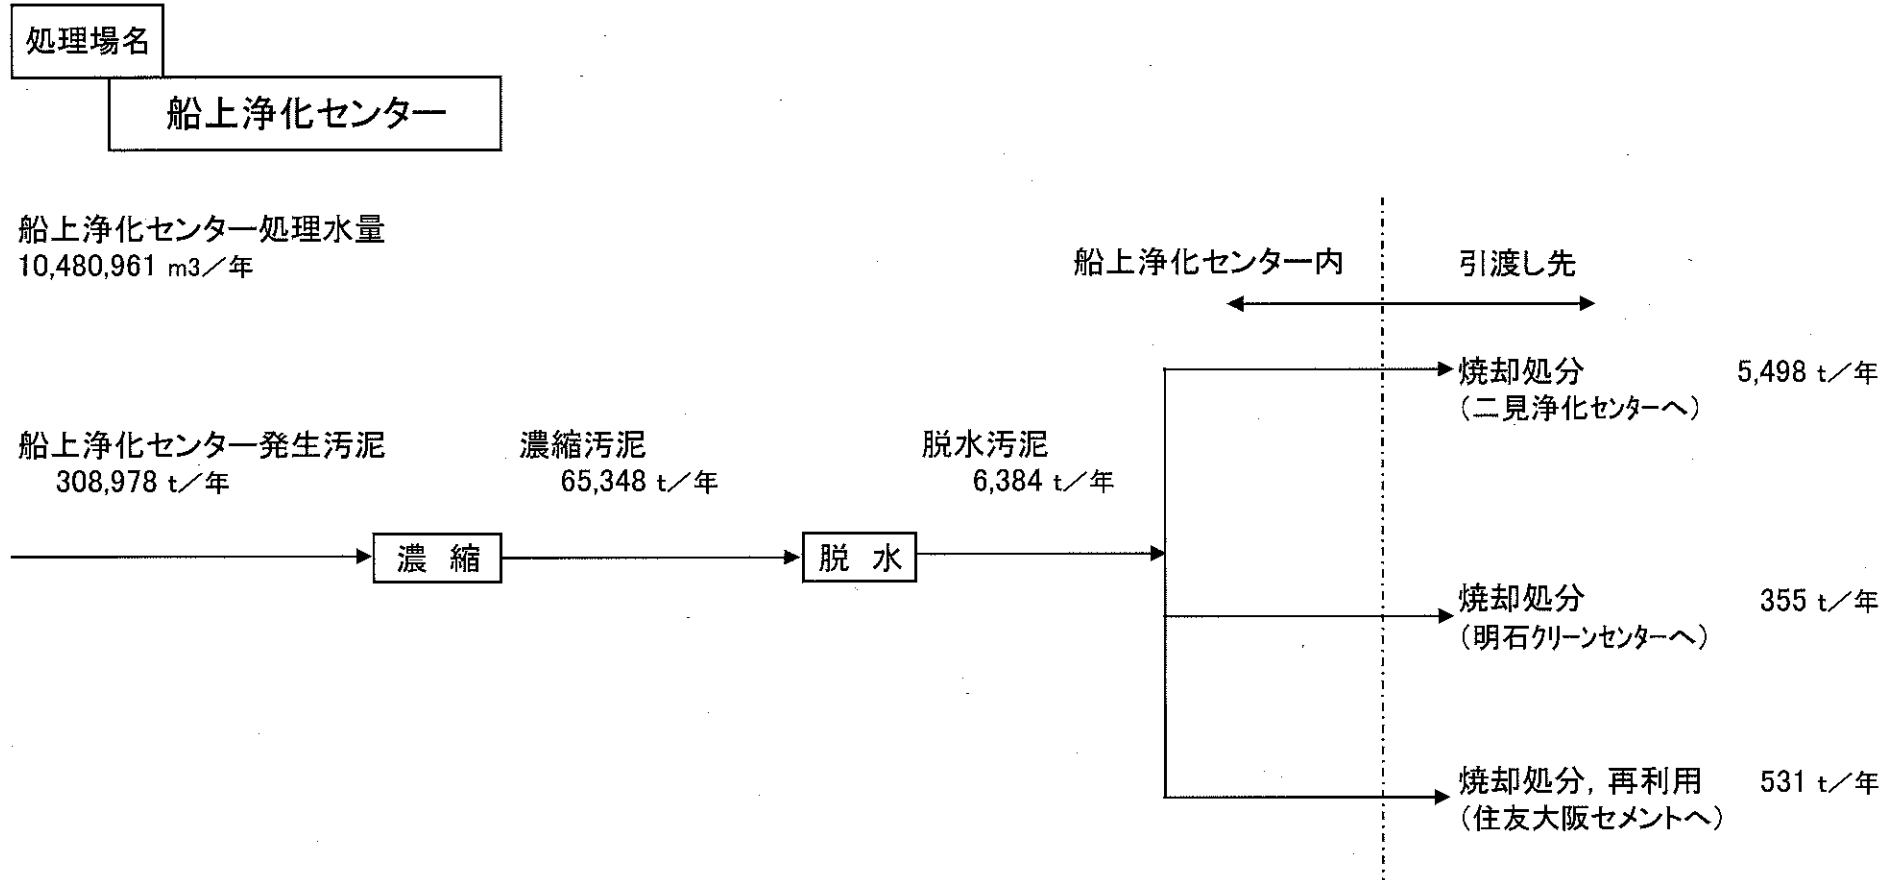 処理場名
船上浄化センター
船上浄化センター処理水量
10,480,961 m3／年
船上浄化センター内
引渡し先
焼却処分 5,498 t／年
（二見浄化センターへ）
船上浄化センター発生汚泥
308,978 t／年
濃縮汚泥
65,348 t／年
脱水汚泥
6,384 t／年
濃 縮
脱 水
焼却処分 355 t／年
（明石クリーンセンターへ）
焼却処分，再利用 531 t／年
（住友大阪セメントへ）